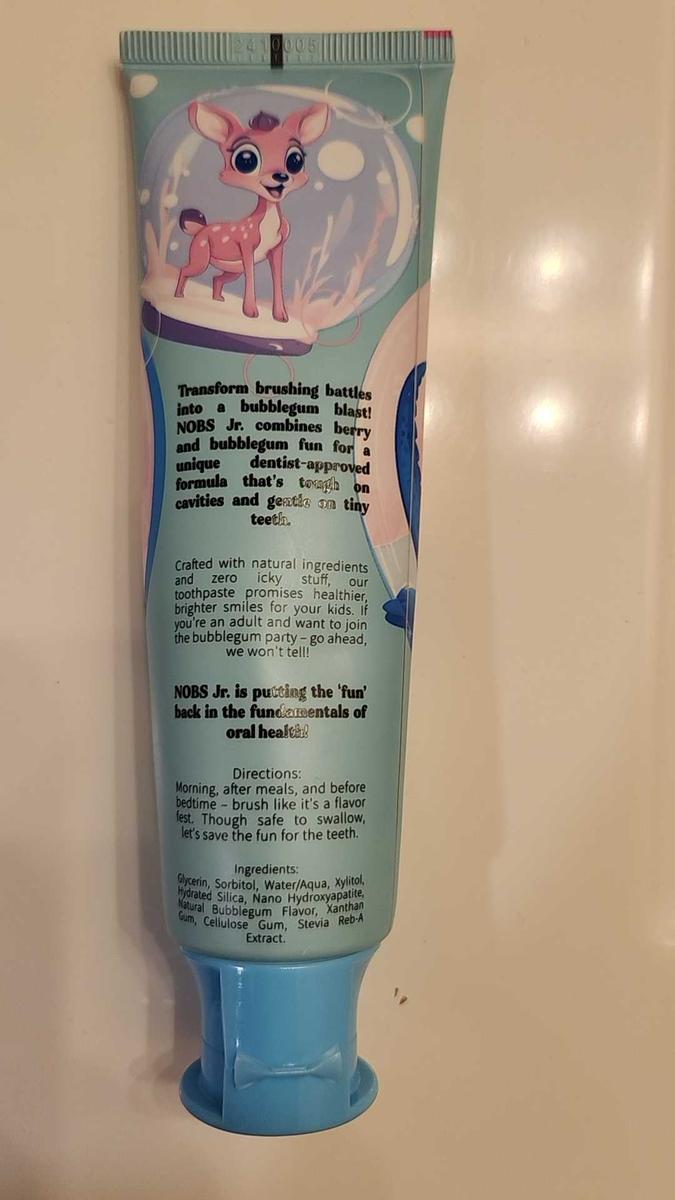 2410005
Transform brushing battles
into a bubblegum blast!
NOBS Jr. combines berry
and bubblegum fun for a
unique dentist-approved
formula that's tough on
cavities and gentle on tiny
teeth.
Crafted with natural ingredients
and zero icky stuff, our
toothpaste promises healthier,
brighter smiles for your kids. If
you're an adult and want to join
the bubblegum party – go ahead,
we won't tell!
NOBS Jr. is putting the 'fun'
back in the fundamentals of
oral health!
Directions:
Morning, after meals, and before
bedtime – brush like it's a flavor
fest. Though safe to swallow,
let's save the fun for the teeth.
Ingredients:
Glycerin, Sorbitol, Water/Aqua, Xylitol,
Hydrated Silica, Nano Hydroxyapatite,
Natural Bubblegum Flavor, Xanthan
Gum, Cellulose Gum, Stevia Reb-A
Extract.